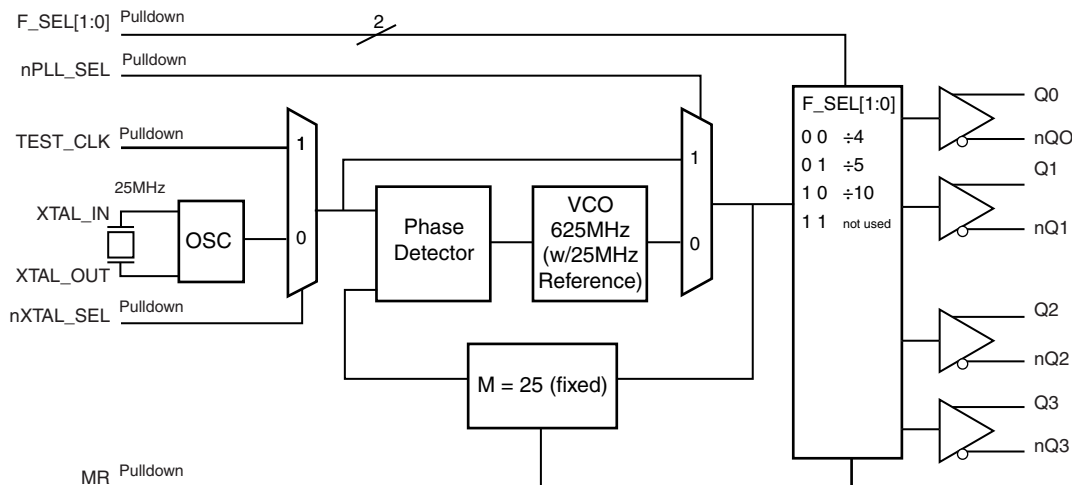 F_SEL[1:0] Pulldown
2
nPLL_SEL Pulldown
TEST_CLK Pulldown
25MHz
XTAL_IN
OSC
XTAL_OUT
nXTAL_SEL Pulldown
1
0
Phase
Detector
VCO
625MHz
(w/25MHz
Reference)
1
0
M = 25 (fixed)
MR Pulldown
F_SEL[1:0]
0 0 ÷4
0 1 ÷5
1 0 ÷10
1 1 not used
Q0
nQO
Q1
nQ1
Q2
nQ2
Q3
nQ3